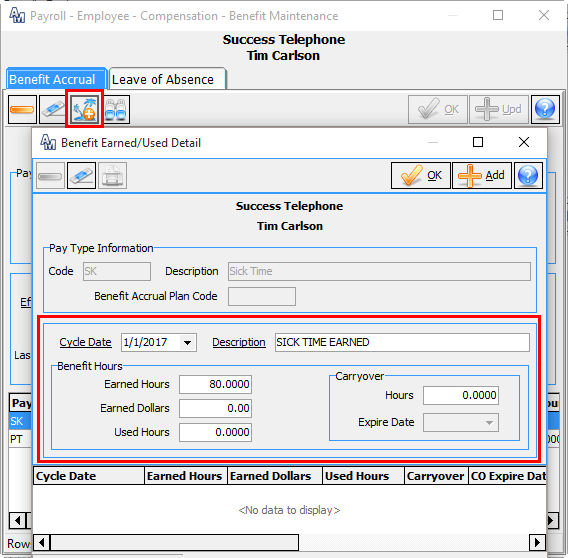 Payroll - Employee - Compensation - Benefit Maintenance
Success Telephone
Tim Carlson
Benefit Accrual Leave of Absence
OK Upd
Benefit Earned/Used Detail
OK Add
Success Telephone
Tim Carlson
Pay Type Information
Code SK Description Sick Time
Benefit Accrual Plan Code
Cycle Date 1/1/2017 Description SICK TIME EARNED
Benefit Hours
Earned Hours 80.0000
Earned Dollars 0.00
Used Hours 0.0000
Carryover
Hours 0.0000
Expire Date
Cycle Date Earned Hours Earned Dollars Used Hours Carryover CO Expire Dat
<No data to display>
Pay
SK
PT
Row